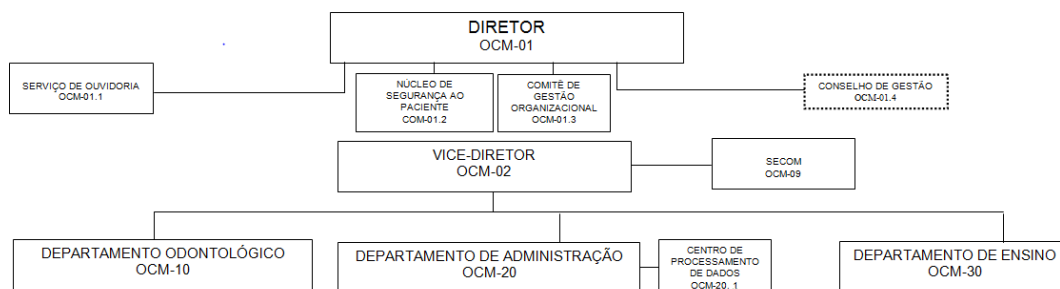 DIRETOR
OCM-01
SERVIÇO DE OUVIDORIA
OCM-01.1
NÚCLEO DE
SEGURANÇA AO
PACIENTE
COM-01.2
COMITÊ DE
GESTÃO
ORGANIZACIONAL
OCM-01.3
CONSELHO DE GESTÃO
OCM-01.4
VICE-DIRETOR
OCM-02
SECOM
OCM-09
DEPARTAMENTO ODONTOLÓGICO
OCM-10
DEPARTAMENTO DE ADMINISTRAÇÃO
OCM-20
CENTRO DE
PROCESSAMENTO
DE DADOS
OCM-20. 1
DEPARTAMENTO DE ENSINO
OCM-30